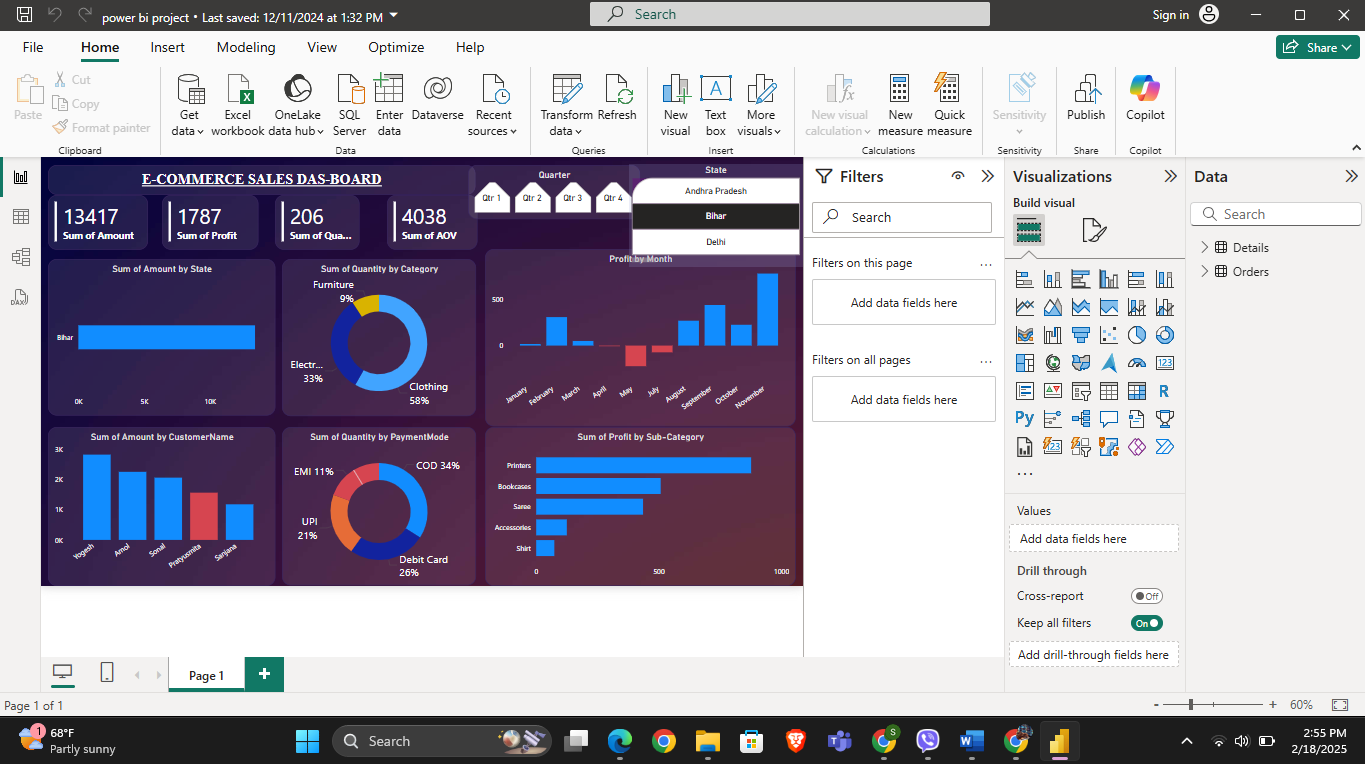 power bi project • Last saved: 12/11/2024 at 1:32 PM
Search
Sign in
File
Home
Insert
Modeling
View
Optimize
Help
Share
Paste
Cut
Copy
Format painter
Clipboard
Get data
Excel workbook
OneLake data hub
SQL Server
Enter data
Dataverse
Recent sources
Data
Transform data
Refresh
Queries
New visual
Text box
More visuals
Insert
New visual calculation
New measure
Quick measure
Calculations
Sensitivity
Sensitivity
Publish
Share
Copilot
Copilot
E-COMMERCE SALES DAS-BOARD
13417
Sum of Amount
1787
Sum of Profit
206
Sum of Qua...
4038
Sum of AOV
Quarter
Qtr 1
Qtr 2
Qtr 3
Qtr 4
State
Andhra Pradesh
Bihar
Delhi
Sum of Amount by State
Bihar
0K 5K 10K
Sum of Quantity by Category
Furniture
9%
Electr...
33%
Clothing
58%
Profit by Month
500
0
January February March April May July August September October November
Sum of Amount by CustomerName
3K
2K
1K
0K
Yogesh Amol Sonal Pratyusmita Sanjana
Sum of Quantity by PaymentMode
EMI 11%
COD 34%
UPI
21%
Debit Card
26%
Sum of Profit by Sub-Category
Printers
Bookcases
Saree
Accessories
Shirt
0 500 1000
Filters
Search
Filters on this page
...
Add data fields here
Filters on all pages
...
Add data fields here
Visualizations
Build visual
123
R
Py
123
...
Values
Add data fields here
Drill through
Cross-report
Off
Keep all filters
On
Add drill-through fields here
Data
Search
Details
Orders
DAX
Page 1
+
Page 1 of 1
- + 60%
1
68°F
Partly sunny
Search
S
2:55 PM
2/18/2025